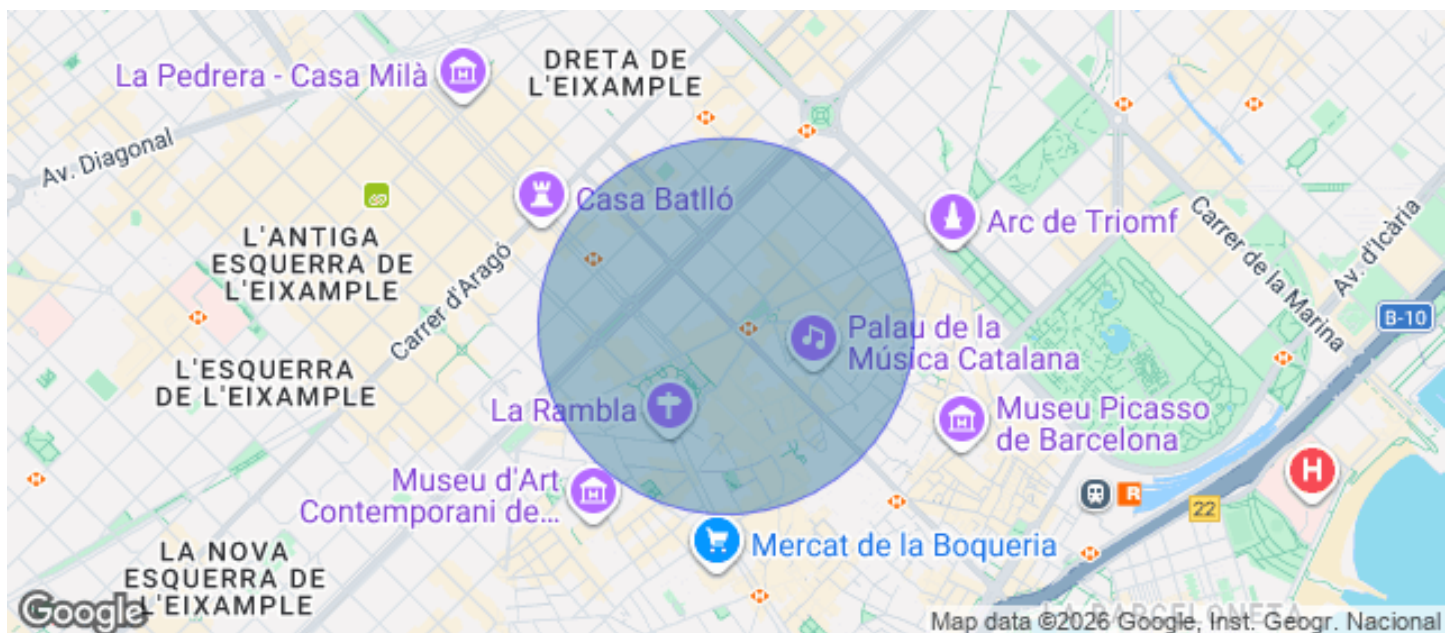 DRETA DE
L'EIXAMPLE
La Pedrera - Casa Milà
Av. Diagonal
Casa Batlló
Arc de Triomf
Carrer de la Marina
Av. d'Icària
L'ANTIGA
ESQUERRA DE
L'EIXAMPLE
Carrer d'Aragó
B-10
Palau de la
Música Catalana
L'ESQUERRA
DE L'EIXAMPLE
La Rambla
Museu Picasso
de Barcelona
H
Museu d'Art
Contemporani de...
R
22
Mercat de la Boqueria
LA NOVA
ESQUERRA DE
L'EIXAMPLE
LA BARCELONETA
Google
Map data ©2026 Google, Inst. Geogr. Nacional